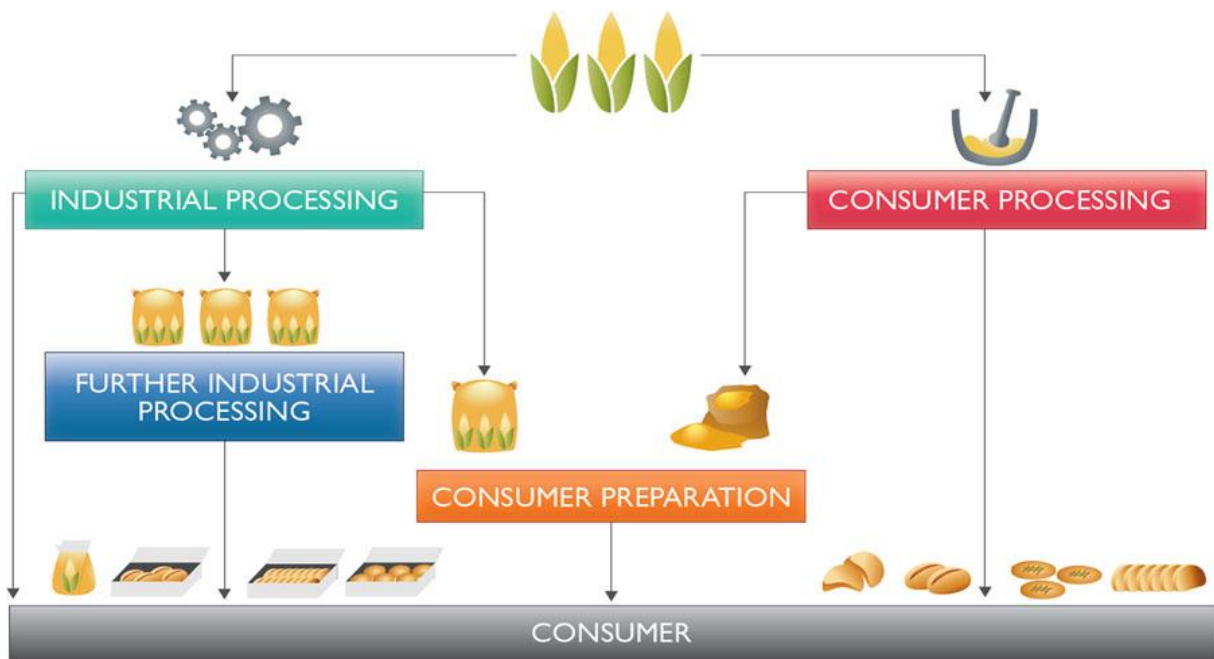 INDUSTRIAL PROCESSING
CONSUMER PROCESSING
FURTHER INDUSTRIAL
PROCESSING
CONSUMER PREPARATION
CONSUMER